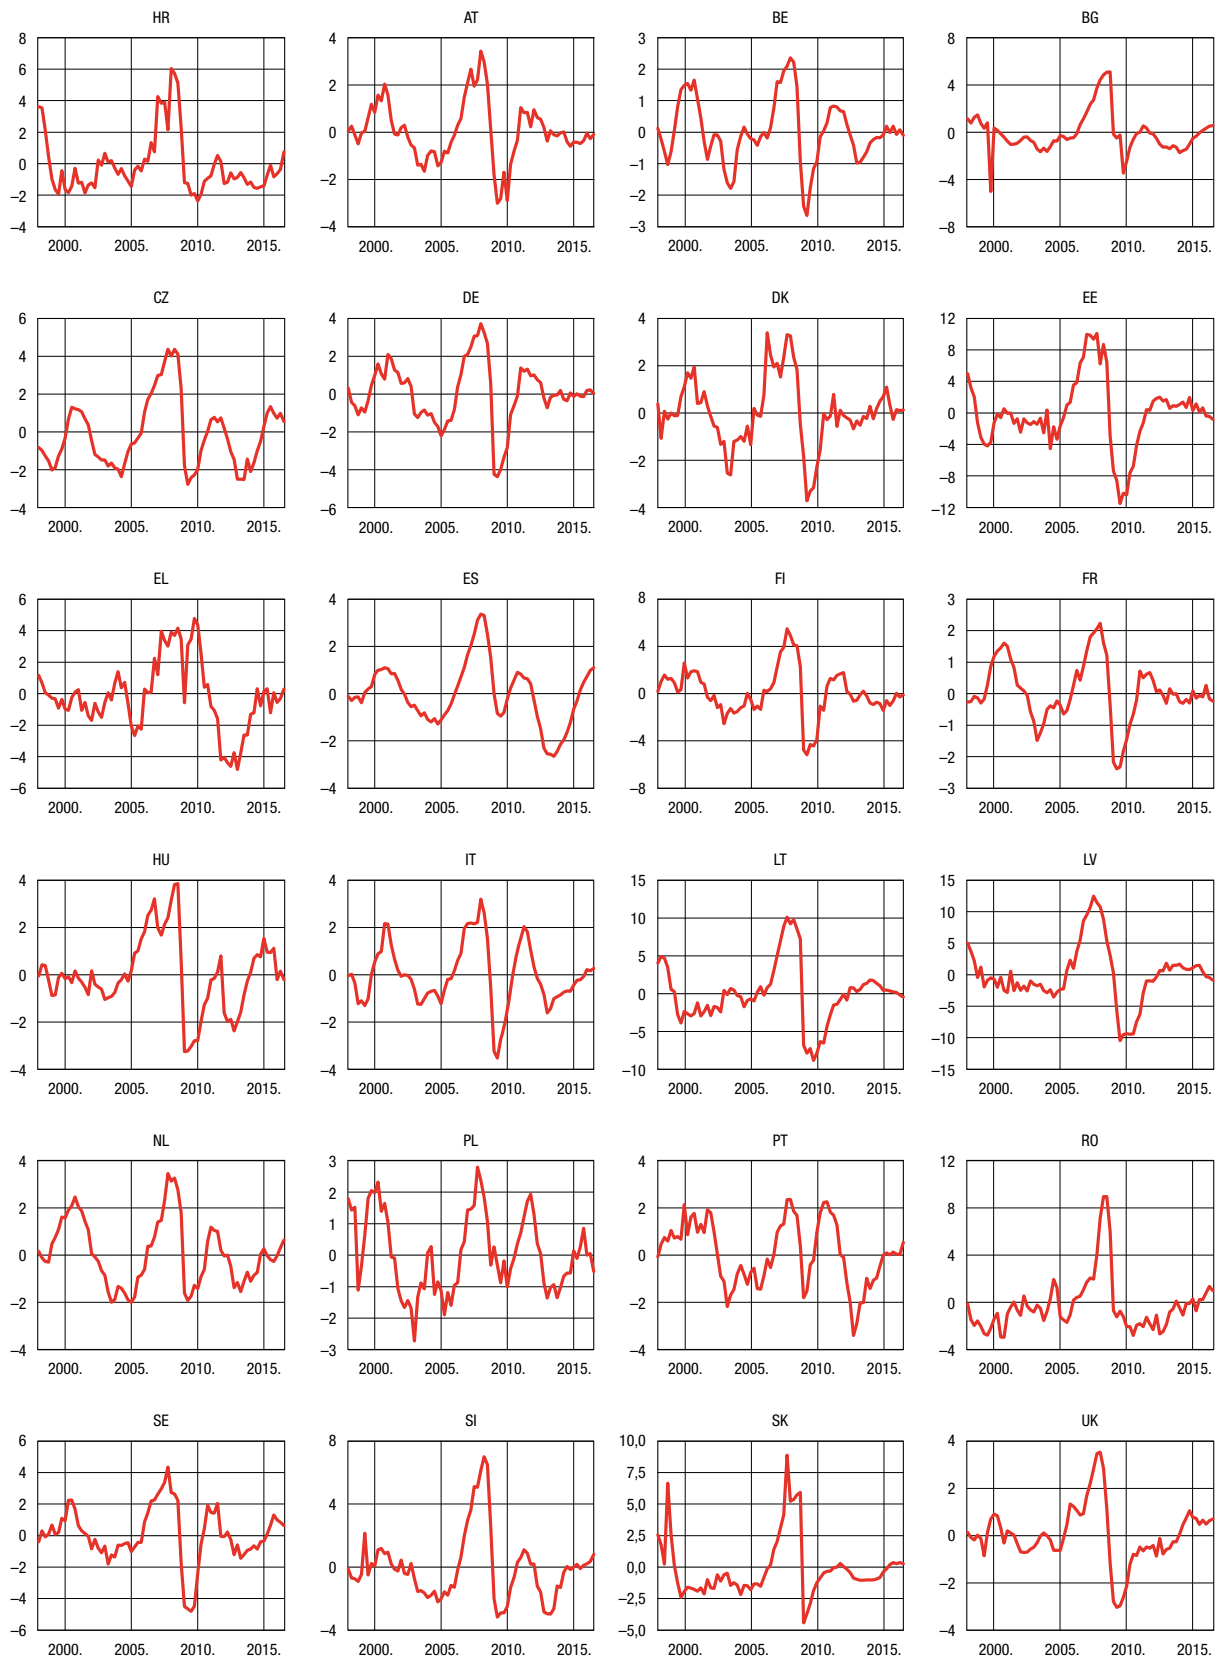 HR AT BE BG
8 4 3 8
6 2 2 4
4 0 1 0
2 −2 0 −4
0 −4 −1 −8
−2 −2
−4 −3
2000. 2005. 2010. 2015. 2000. 2005. 2010. 2015. 2000. 2005. 2010. 2015. 2000. 2005. 2010. 2015.
CZ DE DK EE
6 6 4 12
4 4 2 8
2 2 0 4
0 0 −2 0
−2 −2 −4 −4
−4 −4 −8
−6 −12
2000. 2005. 2010. 2015. 2000. 2005. 2010. 2015. 2000. 2005. 2010. 2015. 2000. 2005. 2010. 2015.
EL ES FI FR
6 4 8 3
4 2 4 2
2 0 0 1
0 −2 −4 0
−2 −4 −8 −1
−4 −2
−6 −3
2000. 2005. 2010. 2015. 2000. 2005. 2010. 2015. 2000. 2005. 2010. 2015. 2000. 2005. 2010. 2015.
HU IT LT LV
4 4 15 15
2 2 10 10
0 0 5 5
−2 −2 0 0
−4 −4 −5 −5
−10 −10
−15
2000. 2005. 2010. 2015. 2000. 2005. 2010. 2015. 2000. 2005. 2010. 2015. 2000. 2005. 2010. 2015.
NL PL PT RO
4 3 4 12
2 2 2 8
0 1 0 4
−2 0 −2 0
−4 −1 −4 −4
−2
−3
2000. 2005. 2010. 2015. 2000. 2005. 2010. 2015. 2000. 2005. 2010. 2015. 2000. 2005. 2010. 2015.
SE SI SK UK
6 8 10,0 4
4 4 7,5 2
2 0 5,0 0
0 −4 2,5 −2
−2 0,0 −4
−4 −2,5
−6 −5,0
2000. 2005. 2010. 2015. 2000. 2005. 2010. 2015. 2000. 2005. 2010. 2015. 2000. 2005. 2010. 2015.